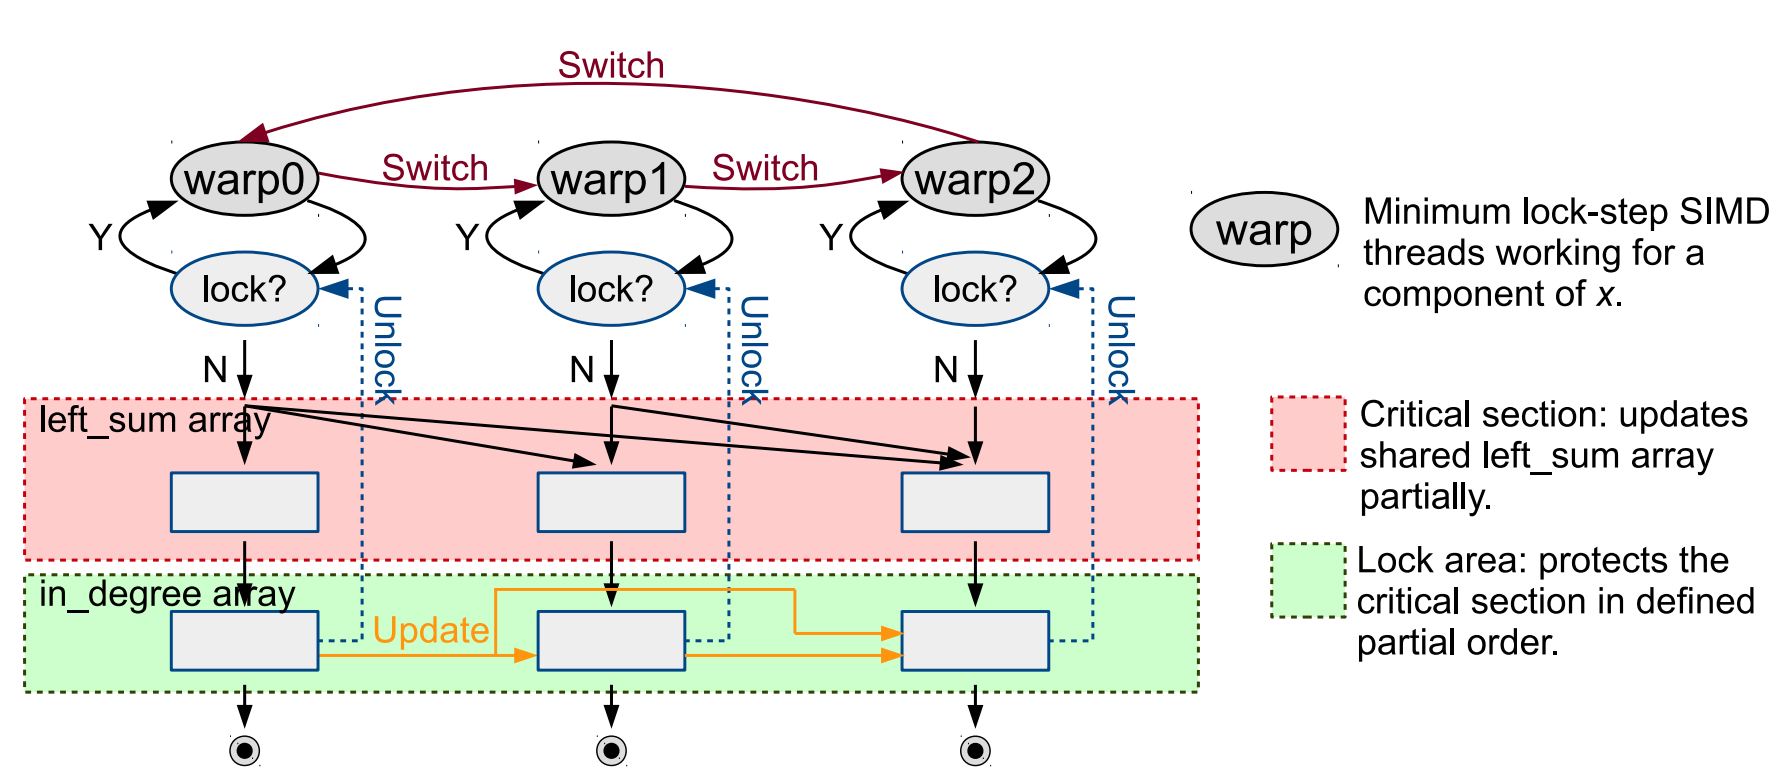 Switch
warp0
Switch
warp1
Switch
warp2
Y
Y
Y
lock?
lock?
lock?
Unlock
Unlock
Unlock
N
N
N
left_sum array
in_degree array
Update
warp
Minimum lock-step SIMD
threads working for a
component of x.
Critical section: updates
shared left_sum array
partially.
Lock area: protects the
critical section in defined
partial order.